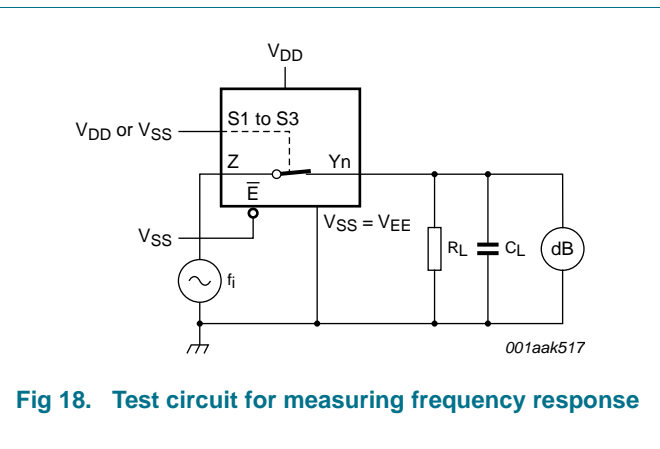 VDD
S1 to S3
VDD or VSS
Z
Yn
E
VSS = VEE
VSS
RL
CL
dB
fi
001aak517
Fig 18. Test circuit for measuring frequency response